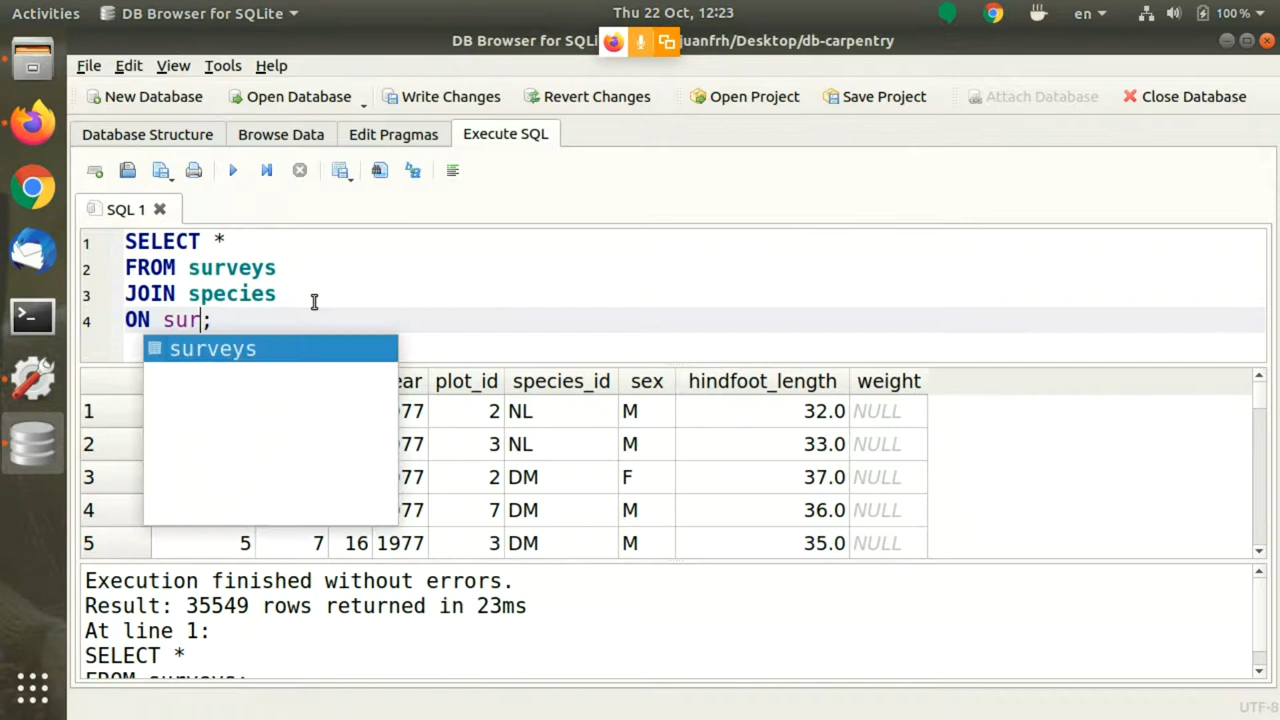 Activities DB Browser for SQLite Thu 22 Oct, 12:23 en 100 %
DB Browser for SQLi juanfrh/Desktop/db-carpentry
File Edit View Tools Help
New Database Open Database Write Changes Revert Changes Open Project Save Project Attach Database Close Database
Database Structure Browse Data Edit Pragmas Execute SQL
SQL 1
1 SELECT *
2 FROM surveys
3 JOIN species
4 ON sur;
surveys
ear plot_id species_id sex hindfoot_length weight
1 977 2 NL M 32.0 NULL
2 977 3 NL M 33.0 NULL
3 977 2 DM F 37.0 NULL
4 977 7 DM M 36.0 NULL
5 5 7 16 1977 3 DM M 35.0 NULL
Execution finished without errors.
Result: 35549 rows returned in 23ms
At line 1:
SELECT *
FROM surveys;
UTF-8